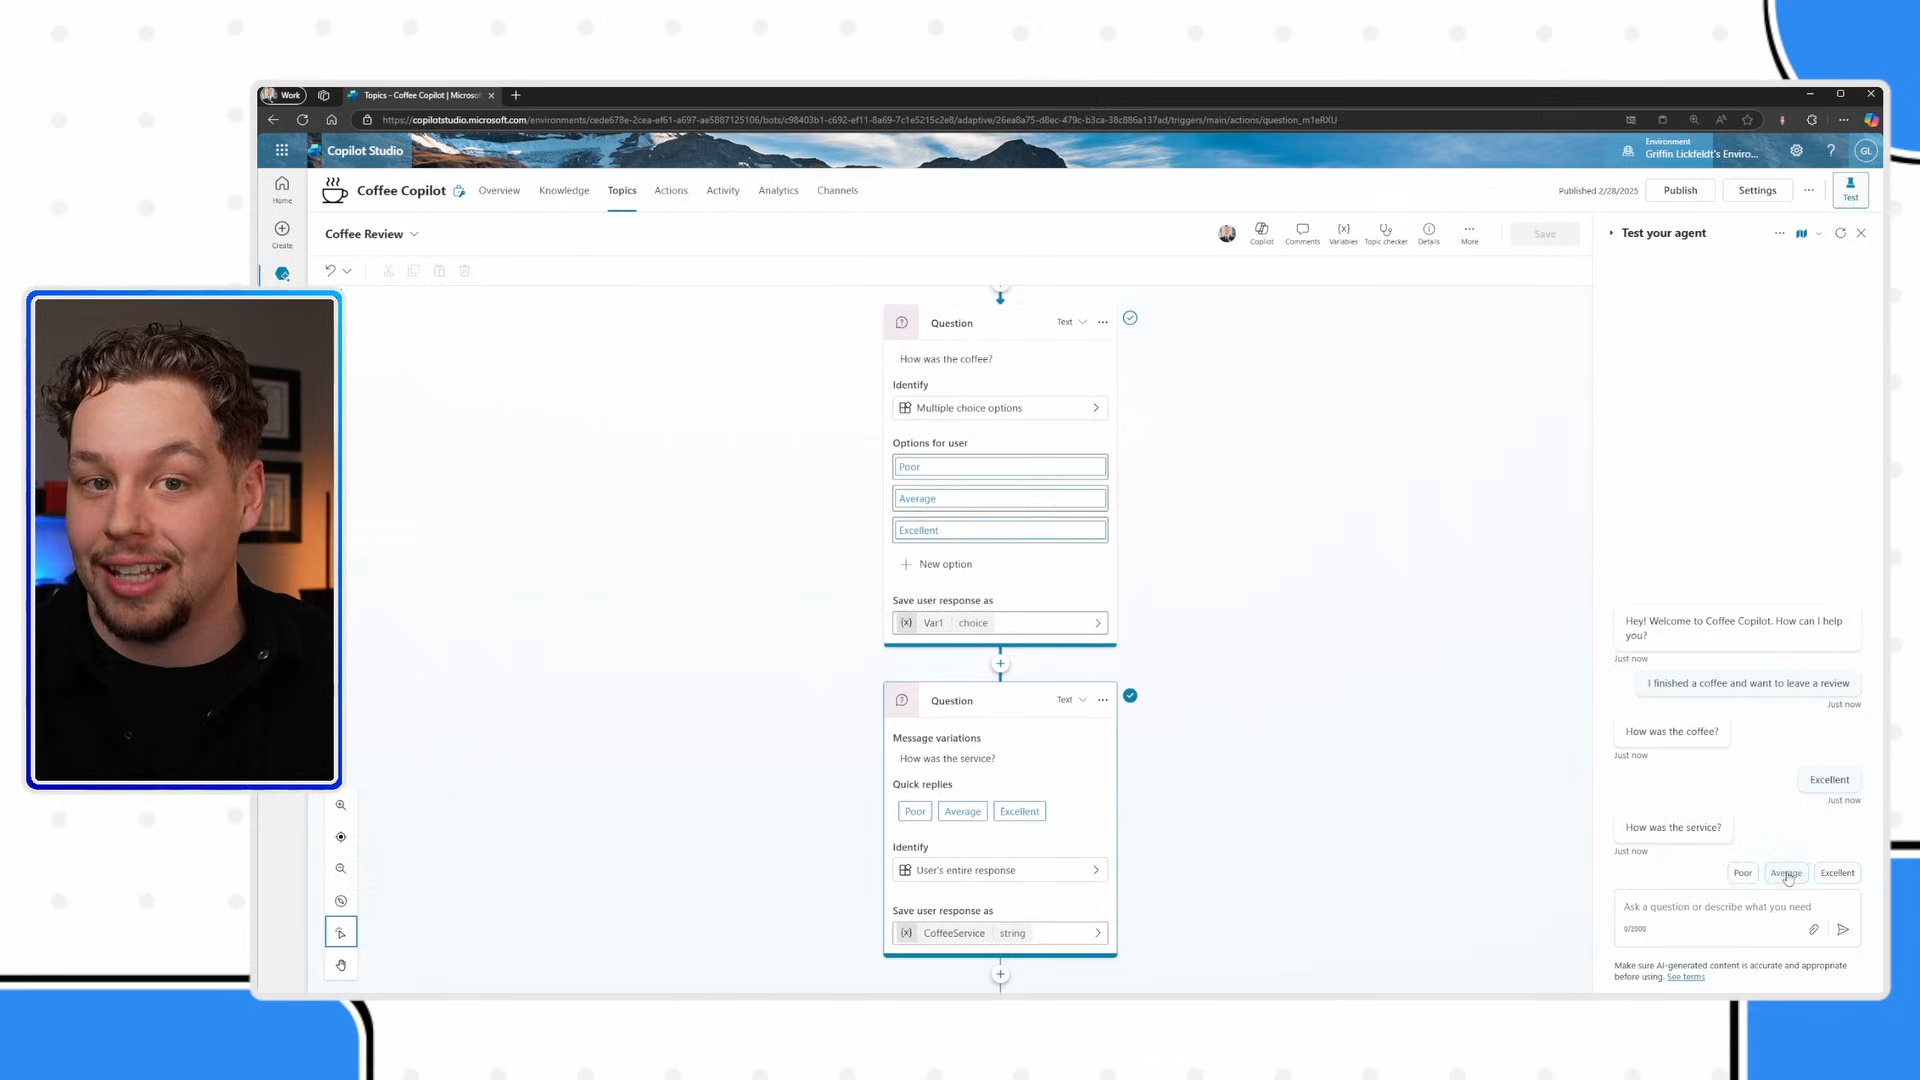 Work
Topics - Coffee Copilot | Microso
https://copilotstudio.microsoft.com/environments/cede678e-2cea-ef61-a697-ae5887125106/bots/c98403b1-c692-ef11-8a69-7c1e5215c2e8/adaptive/26ea8a75-d8ec-479c-b3ca-38c886a137ad/triggers/main/actions/question_m1eRXU
Copilot Studio
Environment
Griffin Lickfeldt's Enviro...
GL
Home
Create
Coffee Copilot
Overview
Knowledge
Topics
Actions
Activity
Analytics
Channels
Published 2/28/2025
Publish
Settings
Test
Coffee Review
Copilot
Comments
Variables
Topic checker
Details
More
Save
Question
Text
How was the coffee?
Identify
Multiple choice options
Options for user
Poor
Average
Excellent
New option
Save user response as
{x} Var1 choice
Question
Text
Message variations
How was the service?
Quick replies
Poor
Average
Excellent
Identify
User's entire response
Save user response as
{x} CoffeeService string
Test your agent
Hey! Welcome to Coffee Copilot. How can I help
you?
Just now
I finished a coffee and want to leave a review
Just now
How was the coffee?
Just now
Excellent
Just now
How was the service?
Just now
Poor
Average
Excellent
Ask a question or describe what you need
0/2000
Make sure AI-generated content is accurate and appropriate
before using. See terms